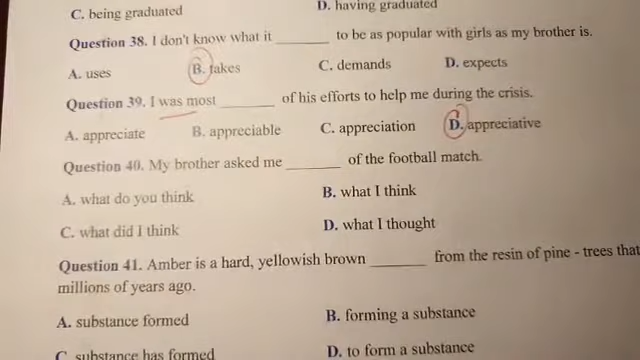 C. being graduated D. having graduated
Question 38. I don't know what it ______ to be as popular with girls as my brother is.
A. uses B. takes C. demands D. expects
Question 39. I was most ______ of his efforts to help me during the crisis.
A. appreciate B. appreciable C. appreciation D. appreciative
Question 40. My brother asked me ______ of the football match.
A. what do you think B. what I think
C. what did I think D. what I thought
Question 41. Amber is a hard, yellowish brown ______ from the resin of pine - trees that
millions of years ago.
A. substance formed B. forming a substance
C. substance has formed D. to form a substance